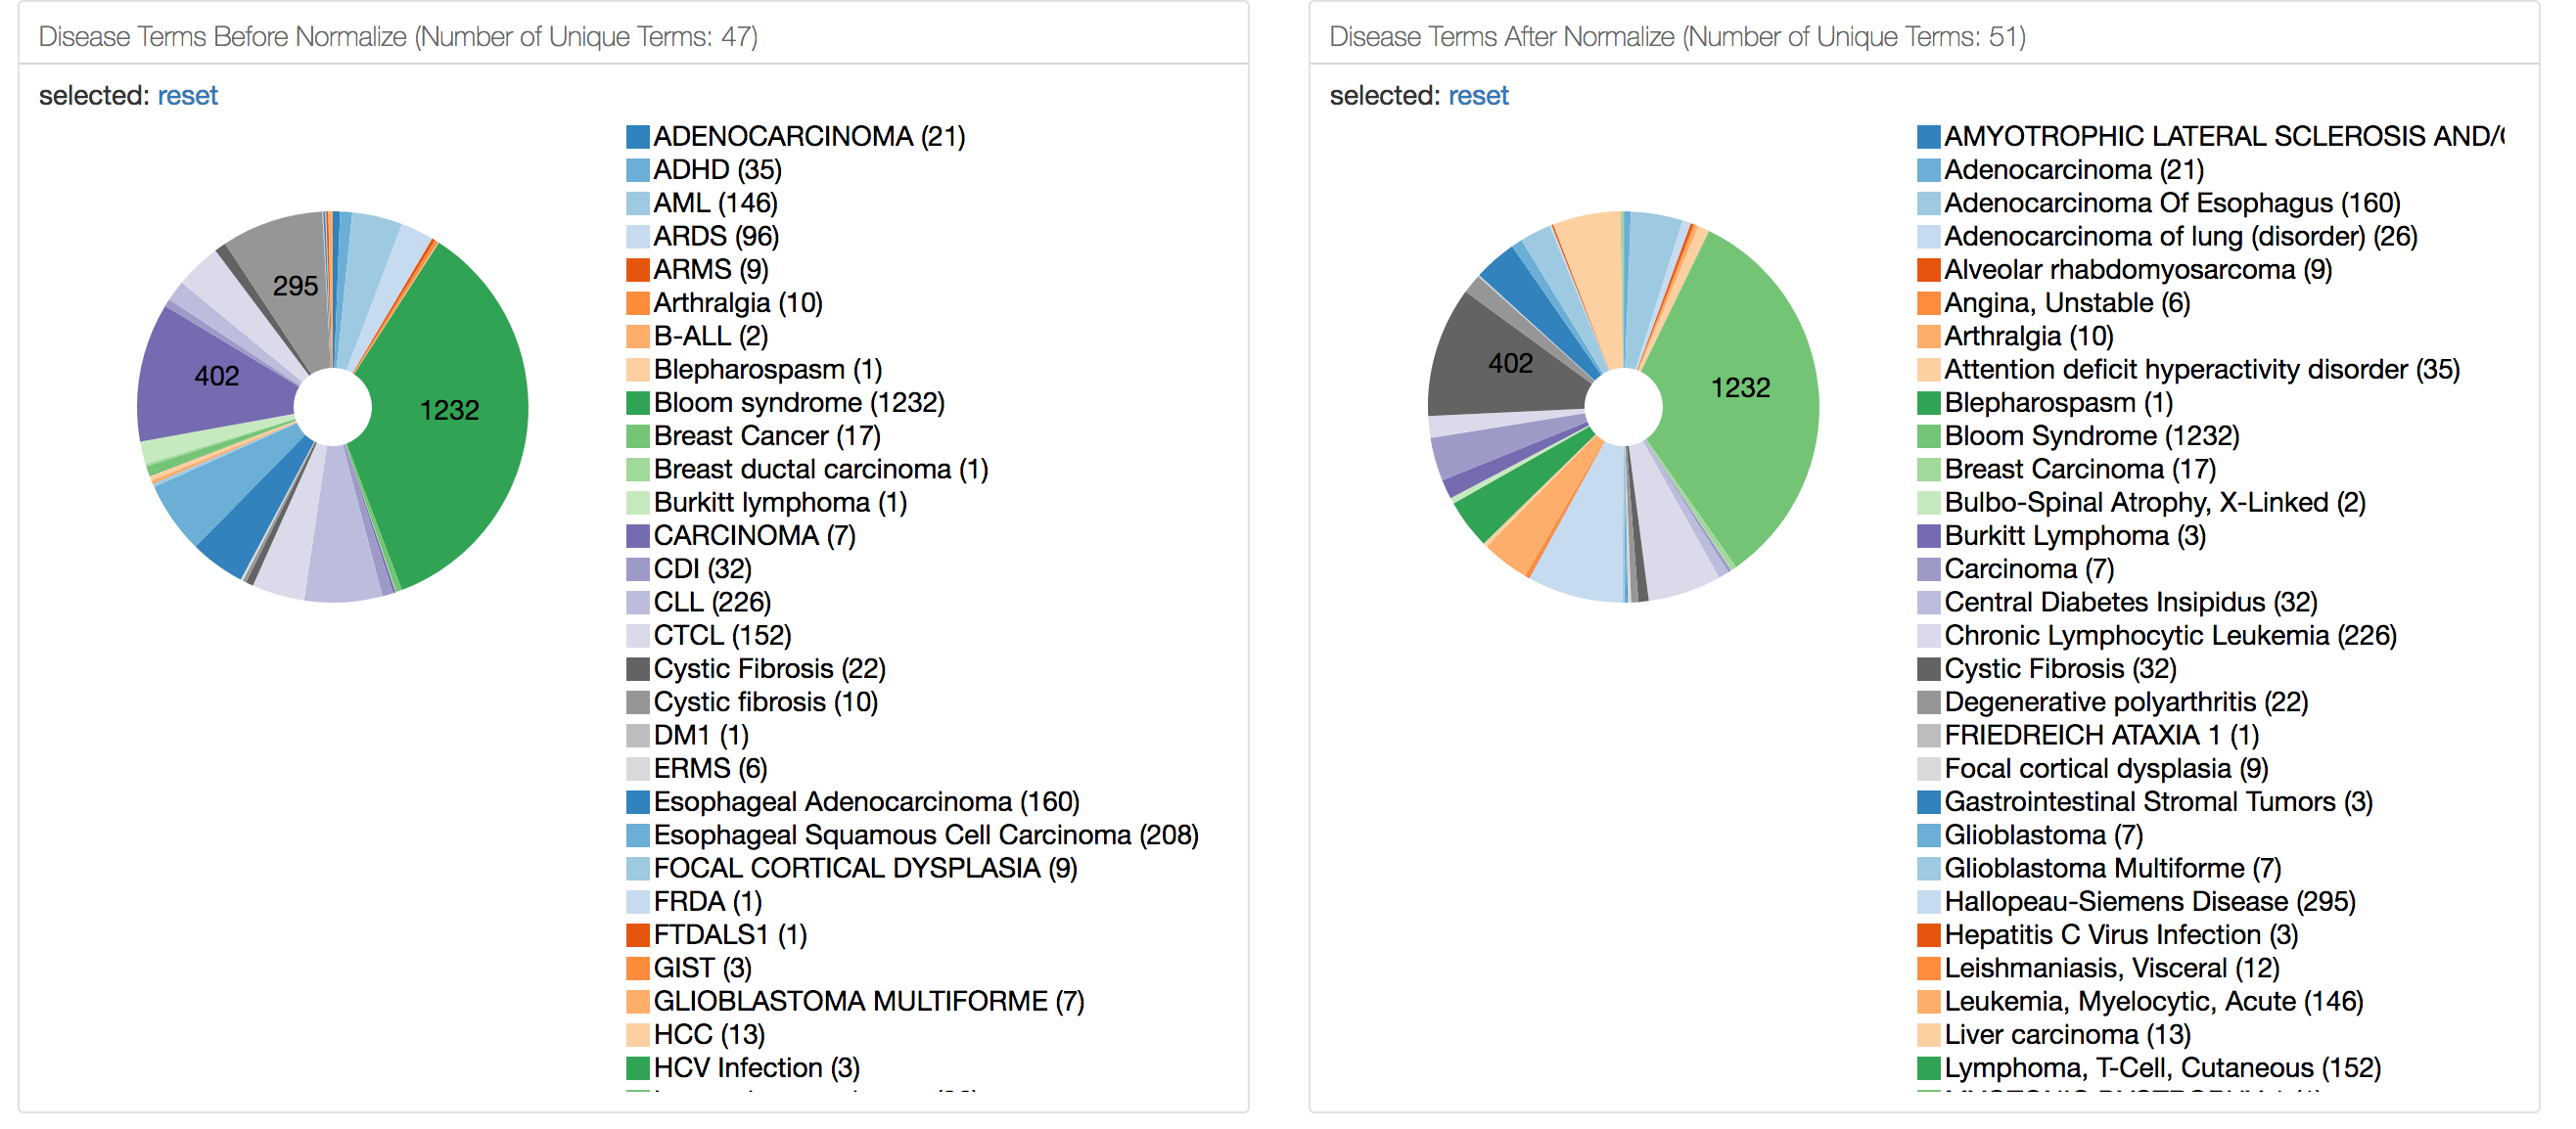 Disease Terms Before Normalize (Number of Unique Terms: 47)
selected: reset
ADENOCARCINOMA (21)
ADHD (35)
AML (146)
ARDS (96)
ARMS (9)
Arthralgia (10)
B-ALL (2)
Blepharospasm (1)
Bloom syndrome (1232)
Breast Cancer (17)
Breast ductal carcinoma (1)
Burkitt lymphoma (1)
CARCINOMA (7)
CDI (32)
CLL (226)
CTCL (152)
Cystic Fibrosis (22)
Cystic fibrosis (10)
DM1 (1)
ERMS (6)
Esophageal Adenocarcinoma (160)
Esophageal Squamous Cell Carcinoma (208)
FOCAL CORTICAL DYSPLASIA (9)
FRDA (1)
FTDALS1 (1)
GIST (3)
GLIOBLASTOMA MULTIFORME (7)
HCC (13)
HCV Infection (3)
295
402
1232
Disease Terms After Normalize (Number of Unique Terms: 51)
selected: reset
AMYOTROPHIC LATERAL SCLEROSIS AND/
Adenocarcinoma (21)
Adenocarcinoma Of Esophagus (160)
Adenocarcinoma of lung (disorder) (26)
Alveolar rhabdomyosarcoma (9)
Angina, Unstable (6)
Arthralgia (10)
Attention deficit hyperactivity disorder (35)
Blepharospasm (1)
Bloom Syndrome (1232)
Breast Carcinoma (17)
Bulbo-Spinal Atrophy, X-Linked (2)
Burkitt Lymphoma (3)
Carcinoma (7)
Central Diabetes Insipidus (32)
Chronic Lymphocytic Leukemia (226)
Cystic Fibrosis (32)
Degenerative polyarthritis (22)
FRIEDREICH ATAXIA 1 (1)
Focal cortical dysplasia (9)
Gastrointestinal Stromal Tumors (3)
Glioblastoma (7)
Glioblastoma Multiforme (7)
Hallopeau-Siemens Disease (295)
Hepatitis C Virus Infection (3)
Leishmaniasis, Visceral (12)
Leukemia, Myelocytic, Acute (146)
Liver carcinoma (13)
Lymphoma, T-Cell, Cutaneous (152)
402
1232